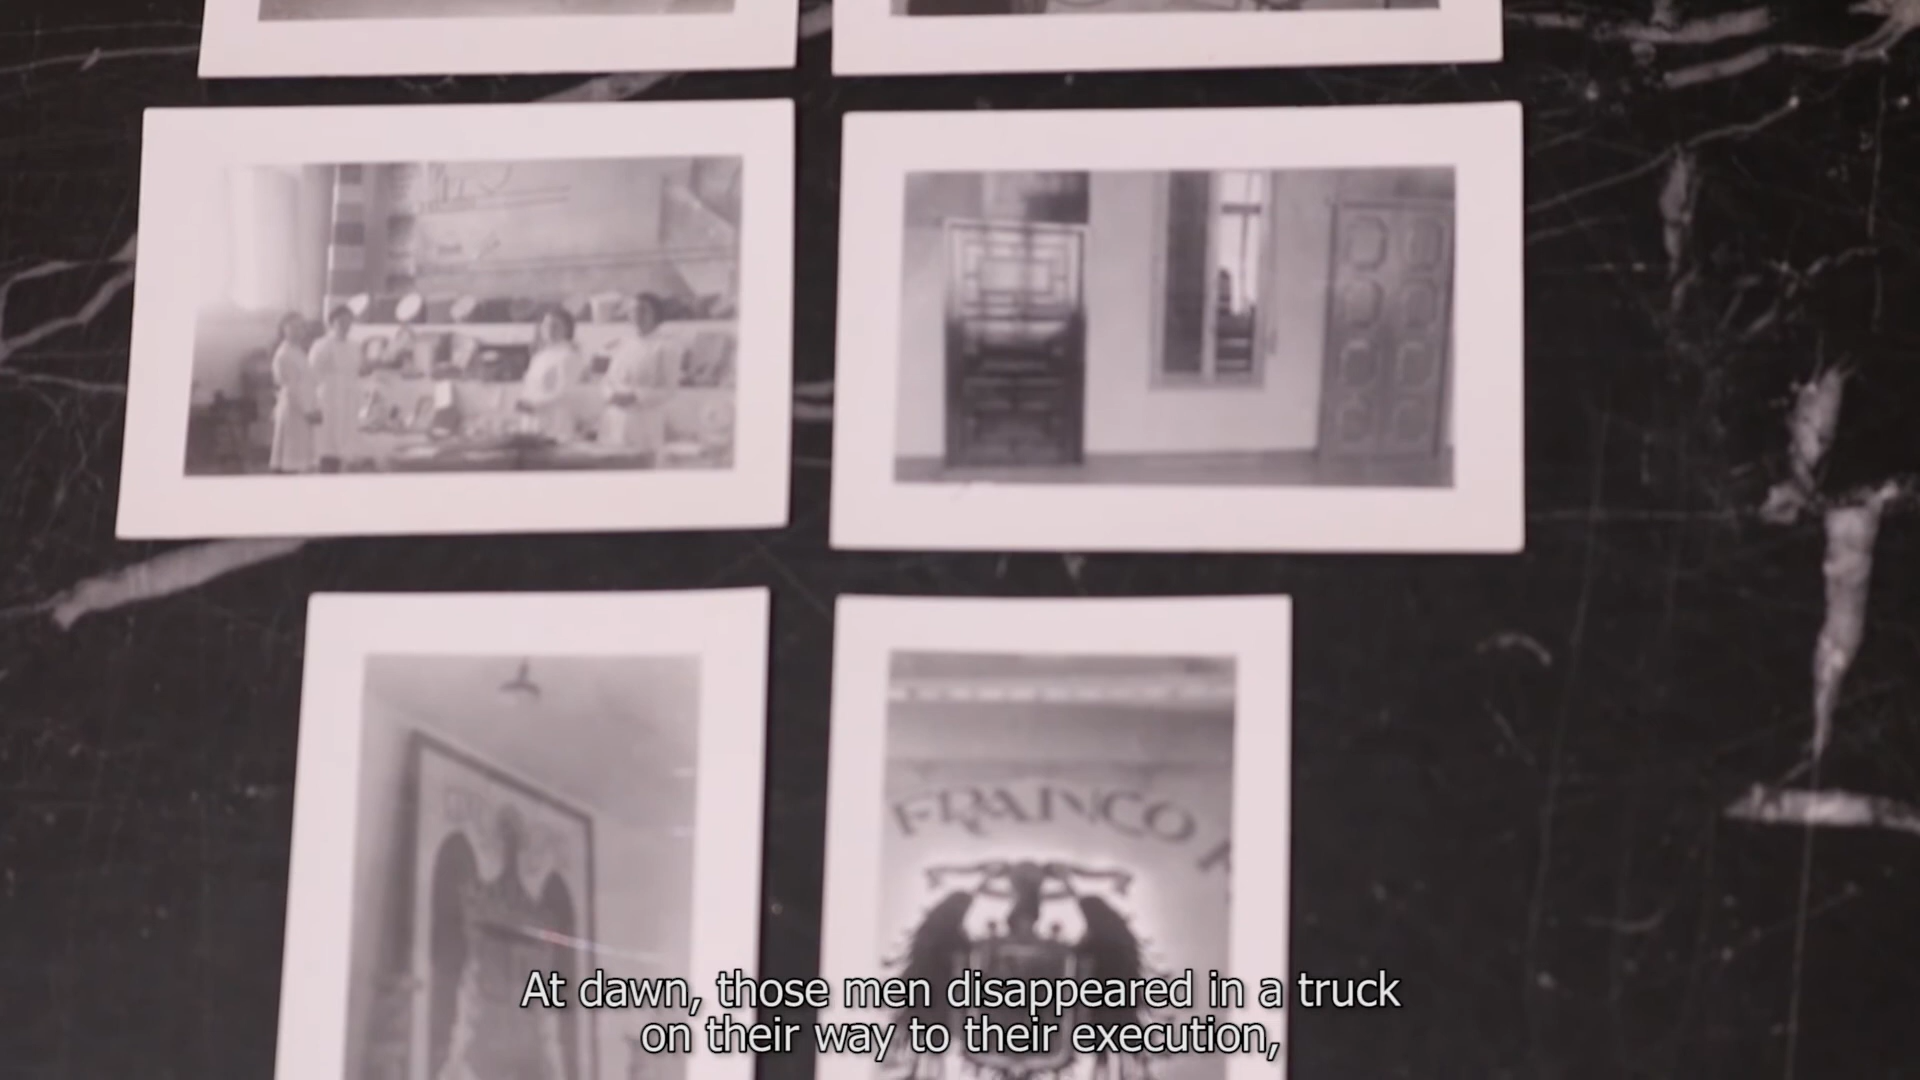 FRANCO
At dawn, those men disappeared in a truck
on their way to their execution,